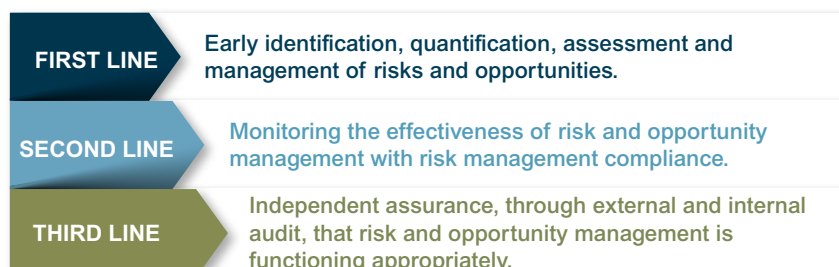 FIRST LINE
Early identification, quantification, assessment and
management of risks and opportunities.
SECOND LINE
Monitoring the effectiveness of risk and opportunity
management with risk management compliance.
THIRD LINE
Independent assurance, through external and internal
audit, that risk and opportunity management is
functioning appropriately.